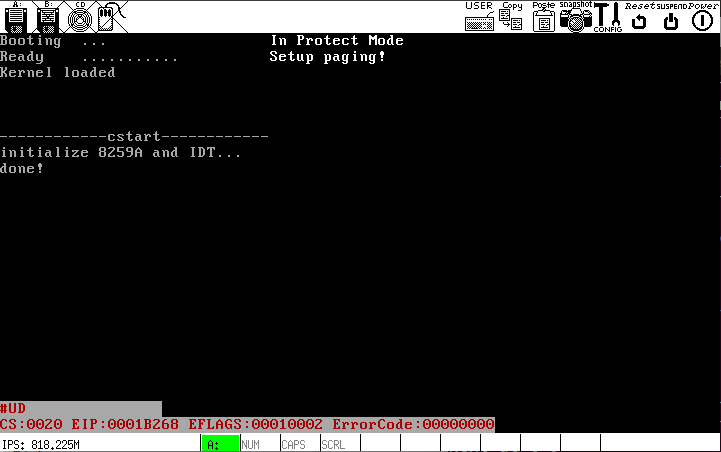 A: B: CD USER Copy Paste snapshot CONFIG Reset SUSPEND Power
Booting ... In Protect Mode
Ready ........... Setup paging!
Kernel loaded
------------cstart------------
initialize 8259A and IDT...
done!
#UD
CS:0020 EIP:0001B268 EFLAGS:00010002 ErrorCode:00000000
IPS: 818.225M A: NUM CAPS SCRL